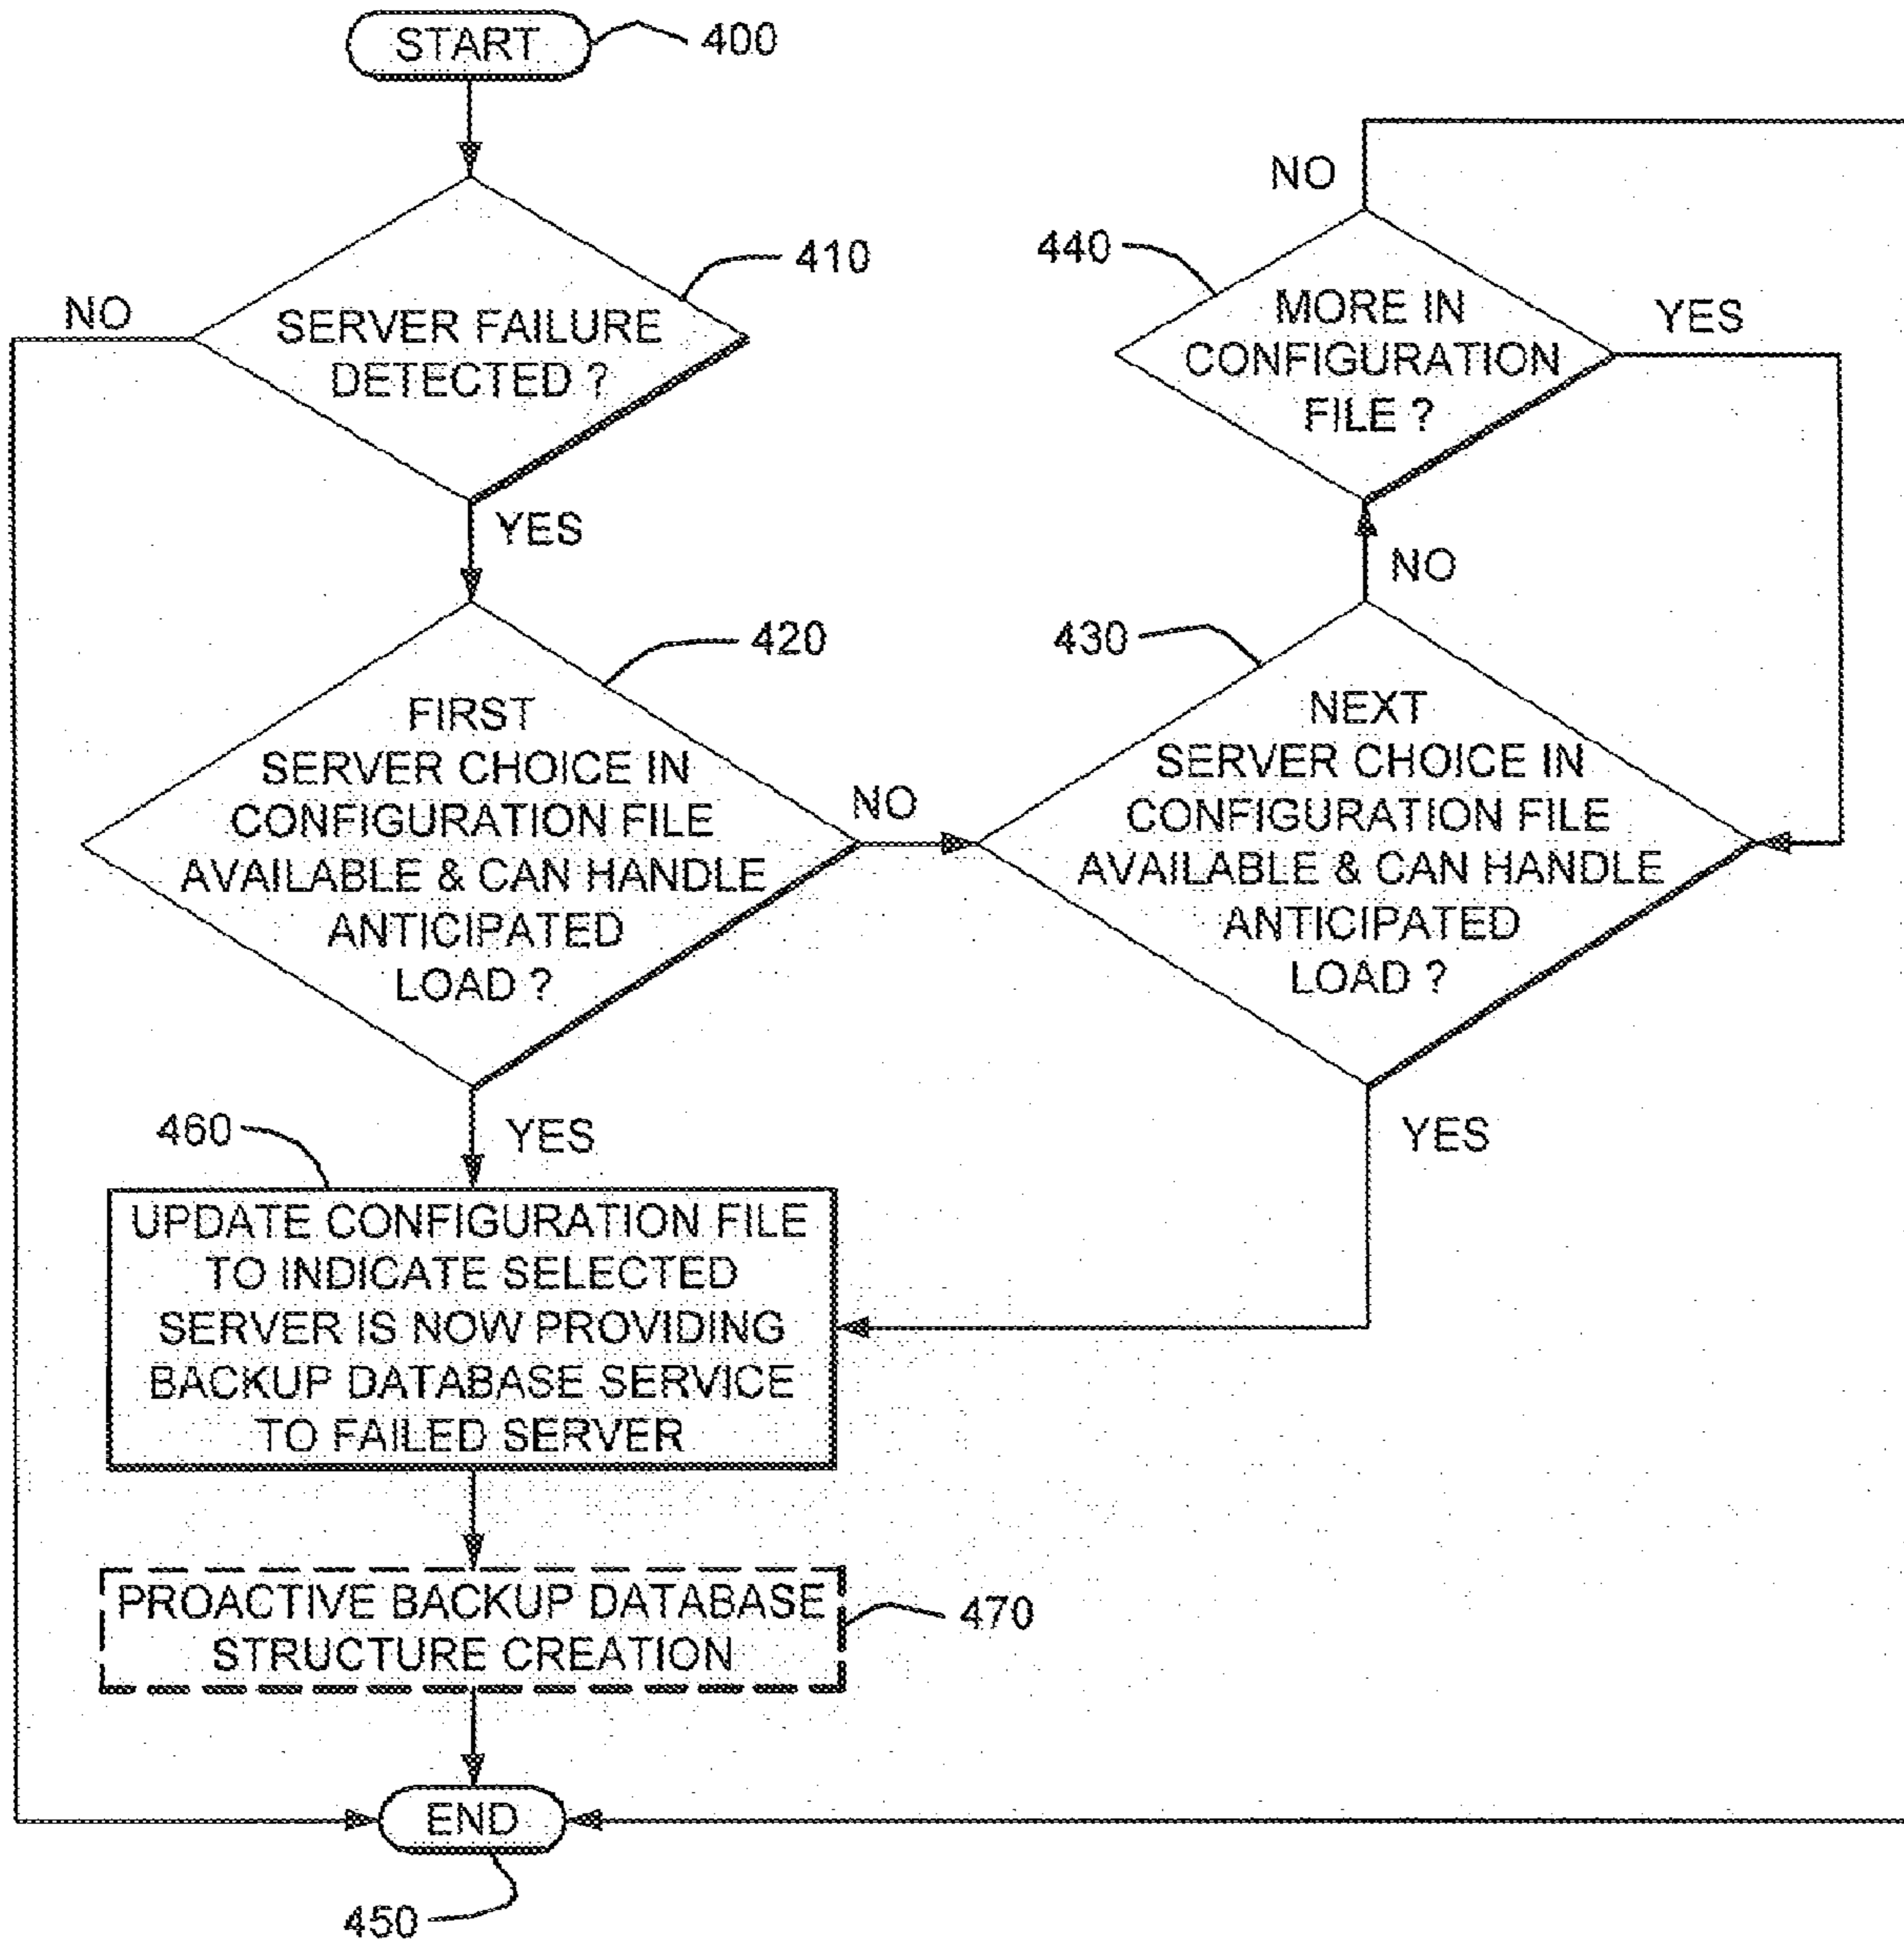 START
400
410
NO
SERVER FAILURE
DETECTED ?
YES
420
FIRST
SERVER CHOICE IN
CONFIGURATION FILE
AVAILABLE & CAN HANDLE
ANTICIPATED
LOAD ?
NO
YES
NO
440
MORE IN
CONFIGURATION
FILE ?
YES
NO
430
NEXT
SERVER CHOICE IN
CONFIGURATION FILE
AVAILABLE & CAN HANDLE
ANTICIPATED
LOAD ?
YES
460
UPDATE CONFIGURATION FILE
TO INDICATE SELECTED
SERVER IS NOW PROVIDING
BACKUP DATABASE SERVICE
TO FAILED SERVER
PROACTIVE BACKUP DATABASE
STRUCTURE CREATION
470
END
450